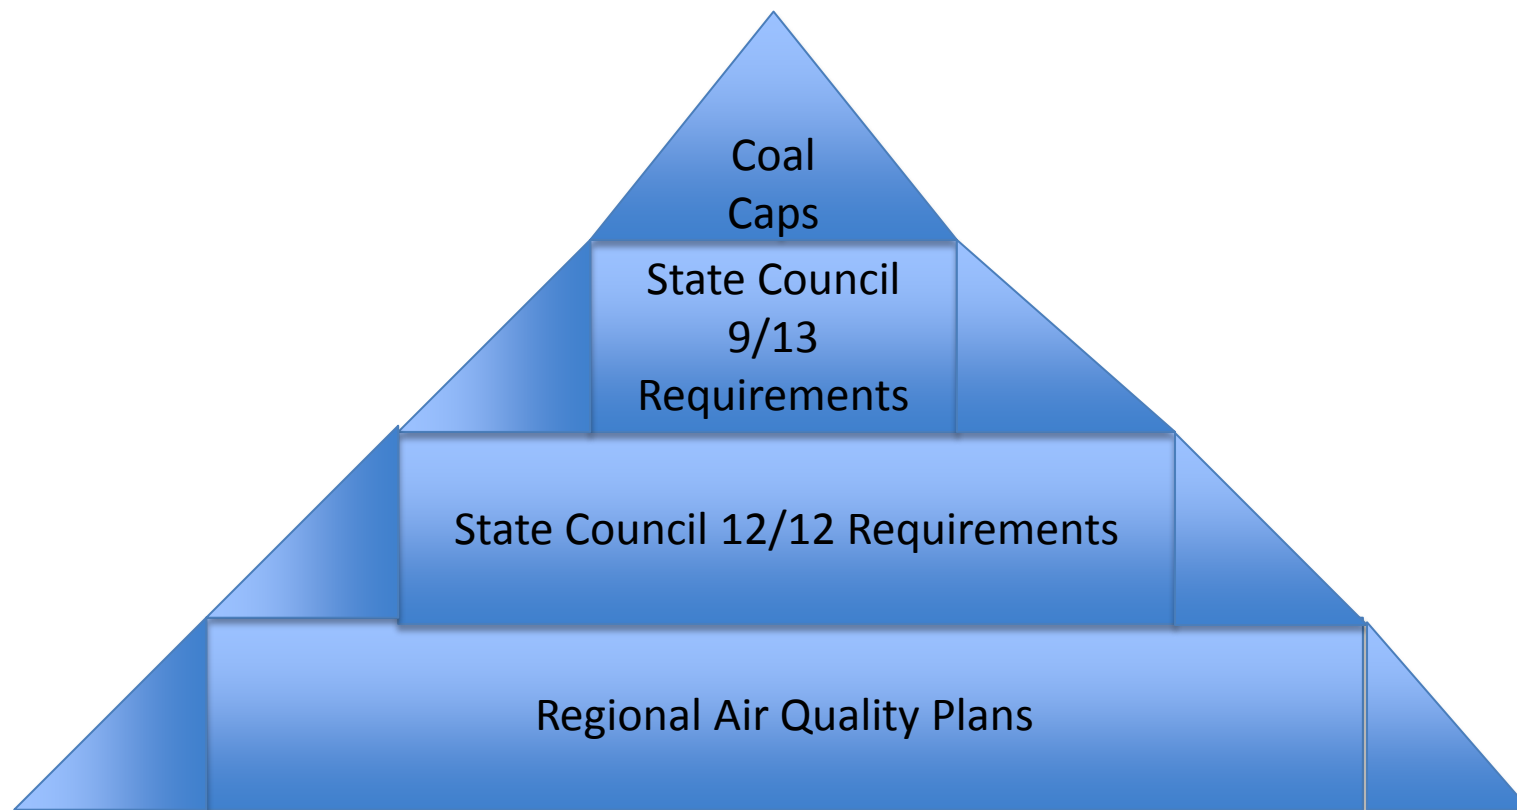 Coal
Caps
State Council
9/13
Requirements
State Council 12/12 Requirements
Regional Air Quality Plans